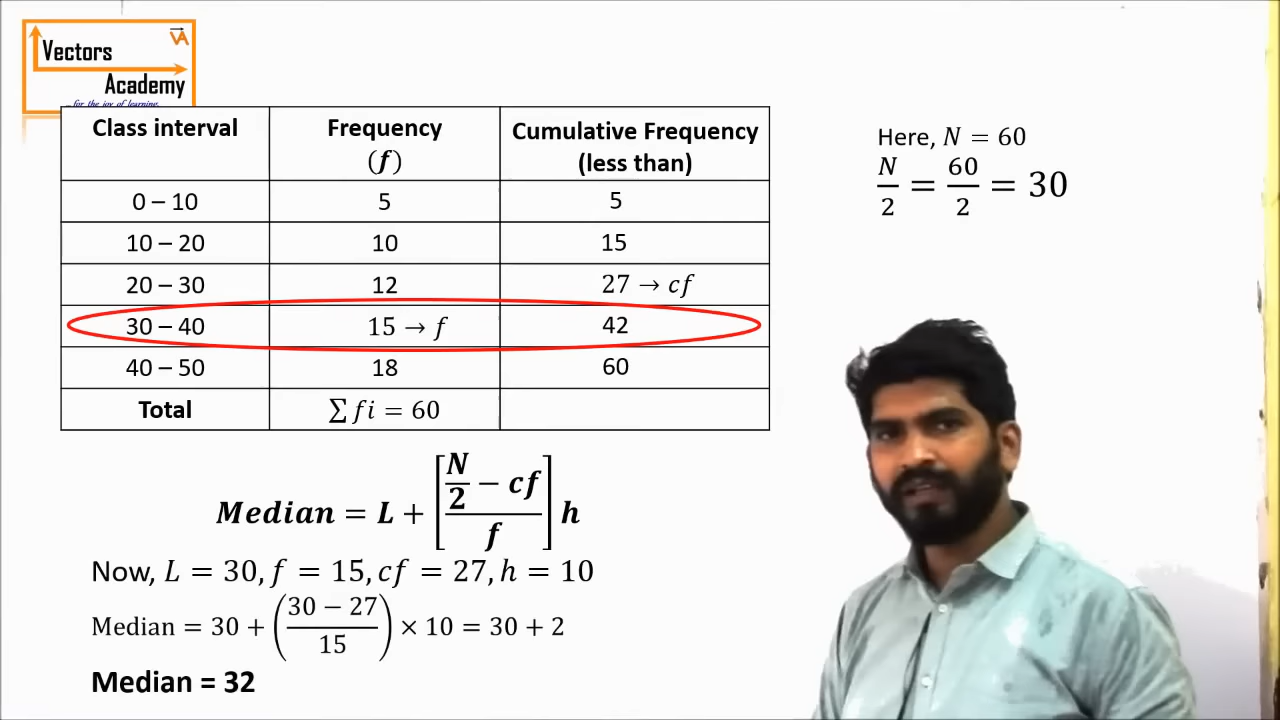 Vectors
VA
Academy
- for the joy of learning.
Class interval Frequency (f) Cumulative Frequency (less than)
0 – 10 5 5
10 – 20 10 15
20 – 30 12 27 → cf
30 – 40 15 → f 42
40 – 50 18 60
Total ∑ fi = 60
Here, N = 60
N/2 = 60/2 = 30
Median = L + [(N/2 − cf)/f] h
Now, L = 30, f = 15, cf = 27, h = 10
Median = 30 + ((30 − 27)/15) × 10 = 30 + 2
Median = 32